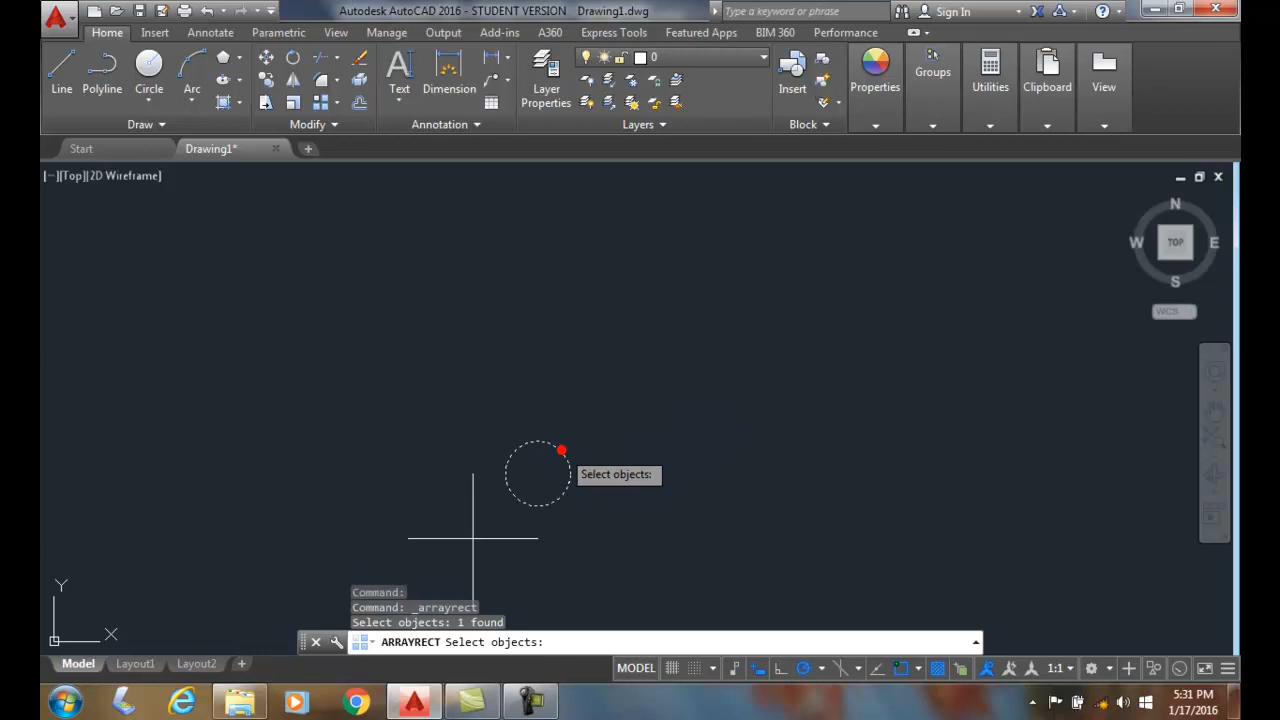 Autodesk AutoCAD 2016 - STUDENT VERSION Drawing1.dwg
Type a keyword or phrase
Sign In
Home Insert Annotate Parametric View Manage Output Add-ins A360 Express Tools Featured Apps BIM 360 Performance
0
Line Polyline Circle Arc
Text Dimension
Layer Properties
Insert
Properties
Groups
Utilities
Clipboard
View
Draw Modify Annotation Layers Block
Start Drawing1*
[−][Top][2D Wireframe]
N
W TOP E
S
WCS
Select objects:
Y
X
Command:
Command: _arrayrect
Select objects: 1 found
ARRAYRECT Select objects:
Model Layout1 Layout2
MODEL 1:1
5:31 PM
1/17/2016